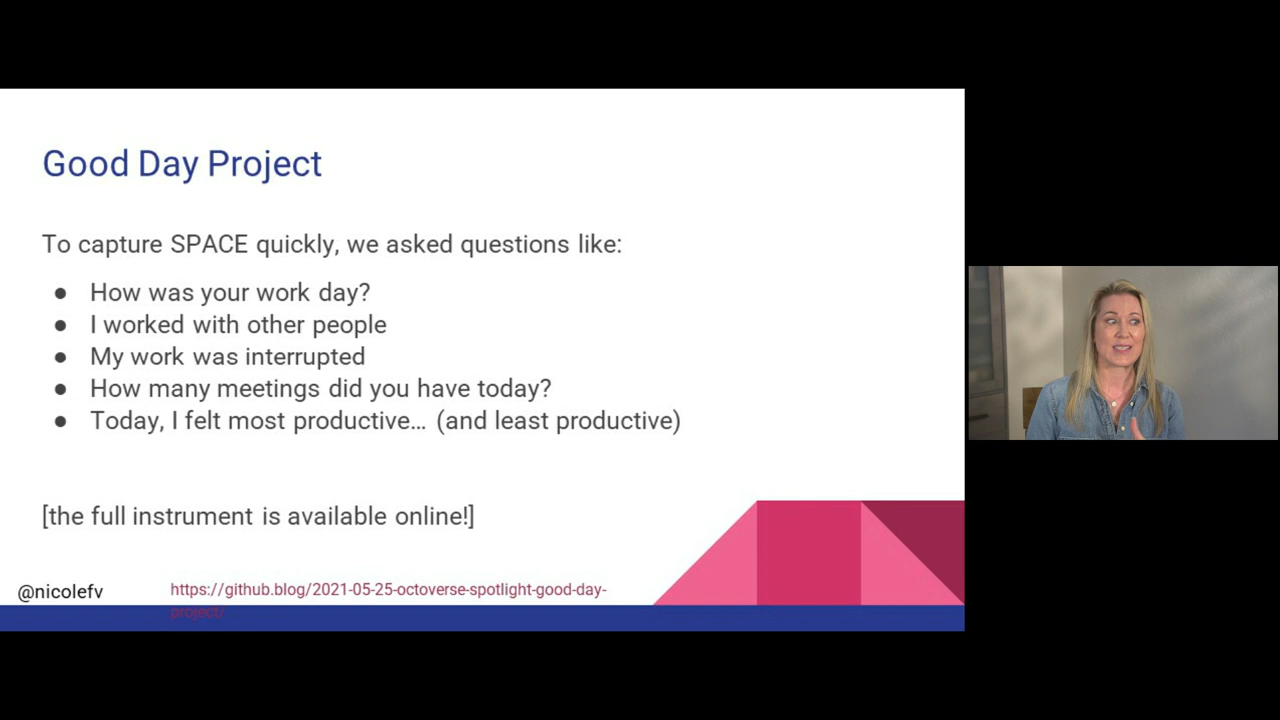 Good Day Project
To capture SPACE quickly, we asked questions like:
● How was your work day?
● I worked with other people
● My work was interrupted
● How many meetings did you have today?
● Today, I felt most productive… (and least productive)
[the full instrument is available online!]
@nicolefv
https://github.blog/2021-05-25-octoverse-spotlight-good-day-
project/